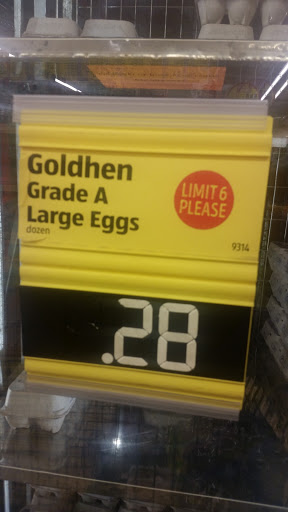 Goldhen
Grade A
Large Eggs
dozen
LIMIT 6
PLEASE
9314
.28